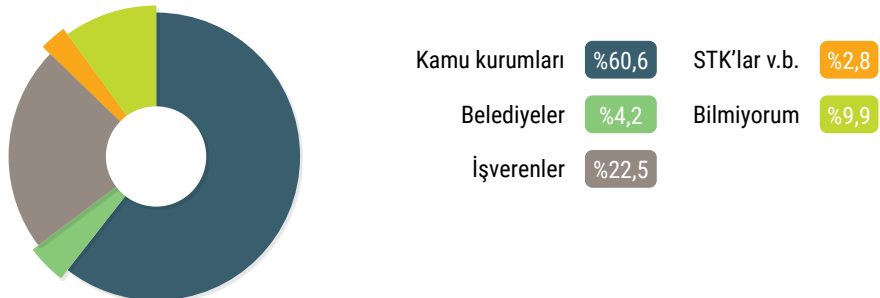 Kamu kurumları %60,6 STK’lar v.b. %2,8
Belediyeler %4,2 Bilmiyorum %9,9
İşverenler %22,5